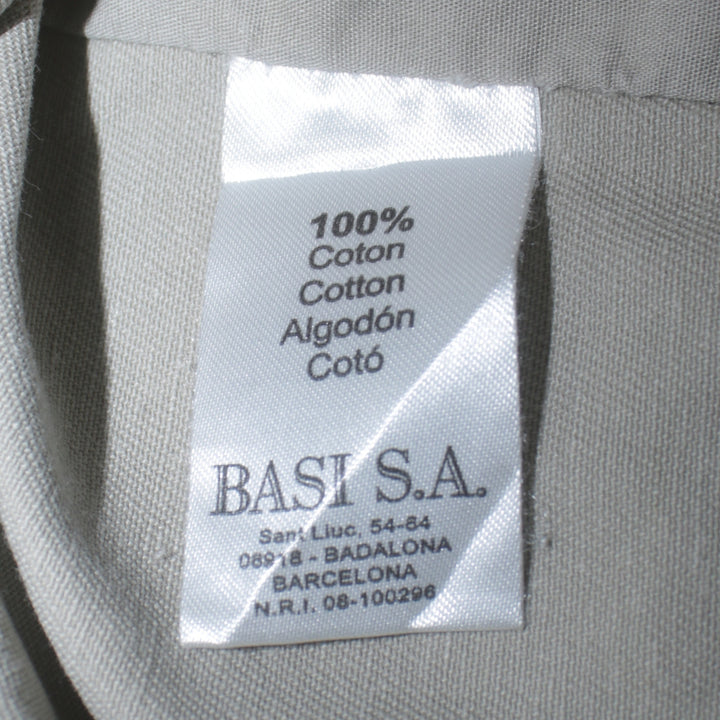 100%
Coton
Cotton
Algodón
Cotó
BASI S.A.
Sant Lluc, 54-64
08918 - BADALONA
BARCELONA
N.R.I. 08-100296